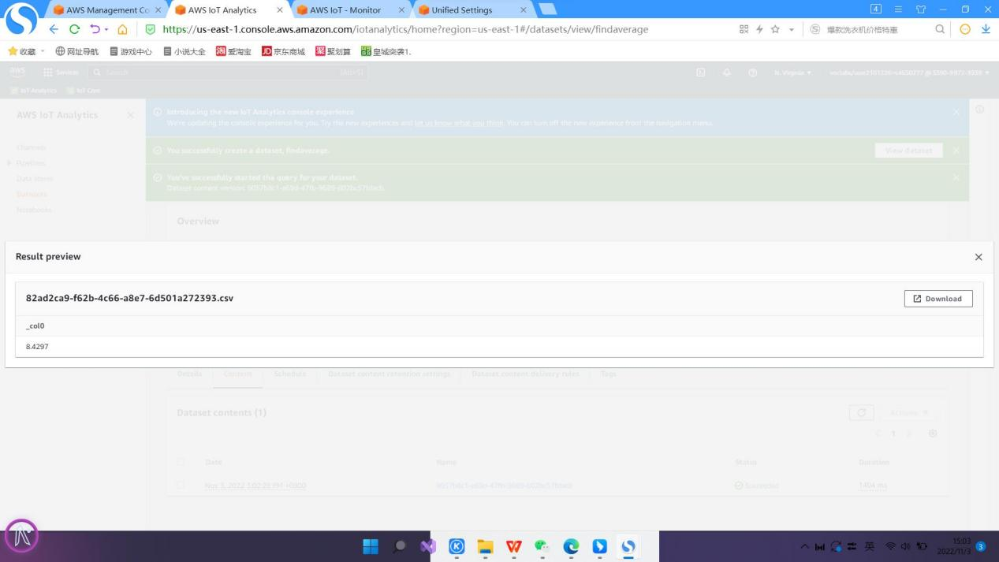 AWS Management Co
AWS IoT Analytics
AWS IoT - Monitor
Unified Settings
4
https://us-east-1.console.aws.amazon.com/iotanalytics/home?region=us-east-1#/datasets/view/findaverage
爆款洗衣机价格特惠
收藏 网址导航 游戏中心 小说大全 爱淘宝 京东商城 聚划算 皇城突袭1.
aws Services Search [Alt+S] N. Virginia
IoT Analytics IoT Core
AWS IoT Analytics
Channels
Pipelines
Data stores
Datasets
Notebooks
Introducing the new IoT Analytics console experience
We're updating the console experience for you. Try the new experiences and let us know what you think. You can turn off the new experience from the navigation menu.
You successfully create a dataset, findaverage.
View dataset
You've successfully started the query for your dataset.
Dataset content version:
Overview
Result preview
82ad2ca9-f62b-4c66-a8e7-6d501a272393.csv
Download
_col0
8.4297
Details Content Schedule Dataset content retention settings Dataset content delivery rules Tags
Dataset contents (1)
Actions
1
Date Name Status Duration
Nov 3, 2022 3:02:28 PM +0800 Succeeded 1404 ms
英
15:03
2022/11/3
3